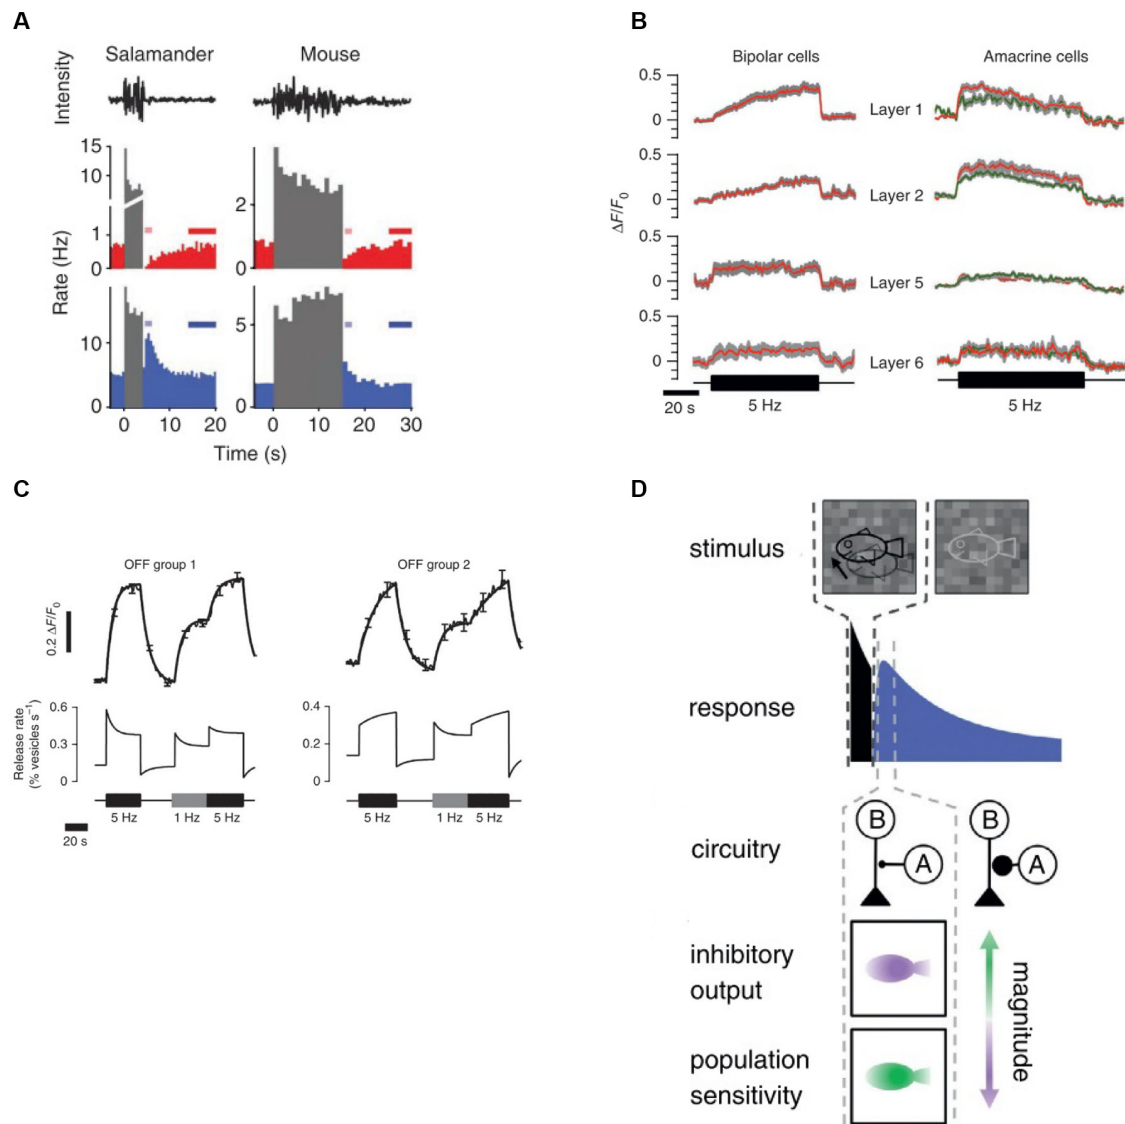 A
Salamander
Mouse
Intensity
15
10
1
0
2
0
Rate (Hz)
10
0
5
0
0 10 20
0 10 20 30
Time (s)
B
Bipolar cells
Amacrine cells
0.5
0
Layer 1
0.5
0
Layer 2
ΔF/F0
0.5
0
Layer 5
0.5
0
Layer 6
20 s
5 Hz
5 Hz
C
OFF group 1
OFF group 2
0.2 ΔF/F0
Release rate
(% vesicles s−1)
0.6
0.3
0
0.4
0.2
0
5 Hz
1 Hz 5 Hz
5 Hz
1 Hz 5 Hz
20 s
D
stimulus
response
circuitry
B
A
B
A
inhibitory
output
population
sensitivity
magnitude